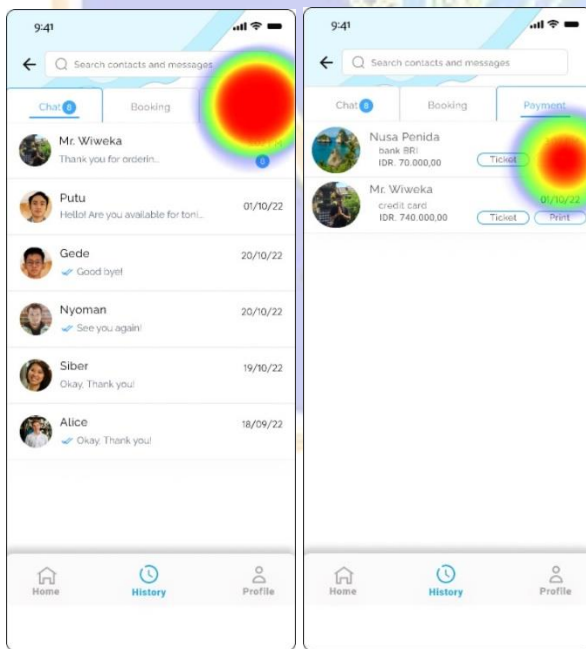 9:41
Search contacts and messages
Chat 8 Booking
Mr. Wiweka
Thank you for orderin...
8
Putu
Hello! Are you available for toni...
01/10/22
Gede
Good bye!
20/10/22
Nyoman
See you again!
20/10/22
Siber
Okay, Thank you!
19/10/22
Alice
Okay, Thank you!
18/09/22
Home History Profile
9:41
Search contacts and messages
Chat 8 Booking Payment
Nusa Penida
bank BRI
IDR. 70.000,00
Ticket
Mr. Wiweka
01/10/22
credit card
IDR. 740.000,00
Ticket Print
Home History Profile